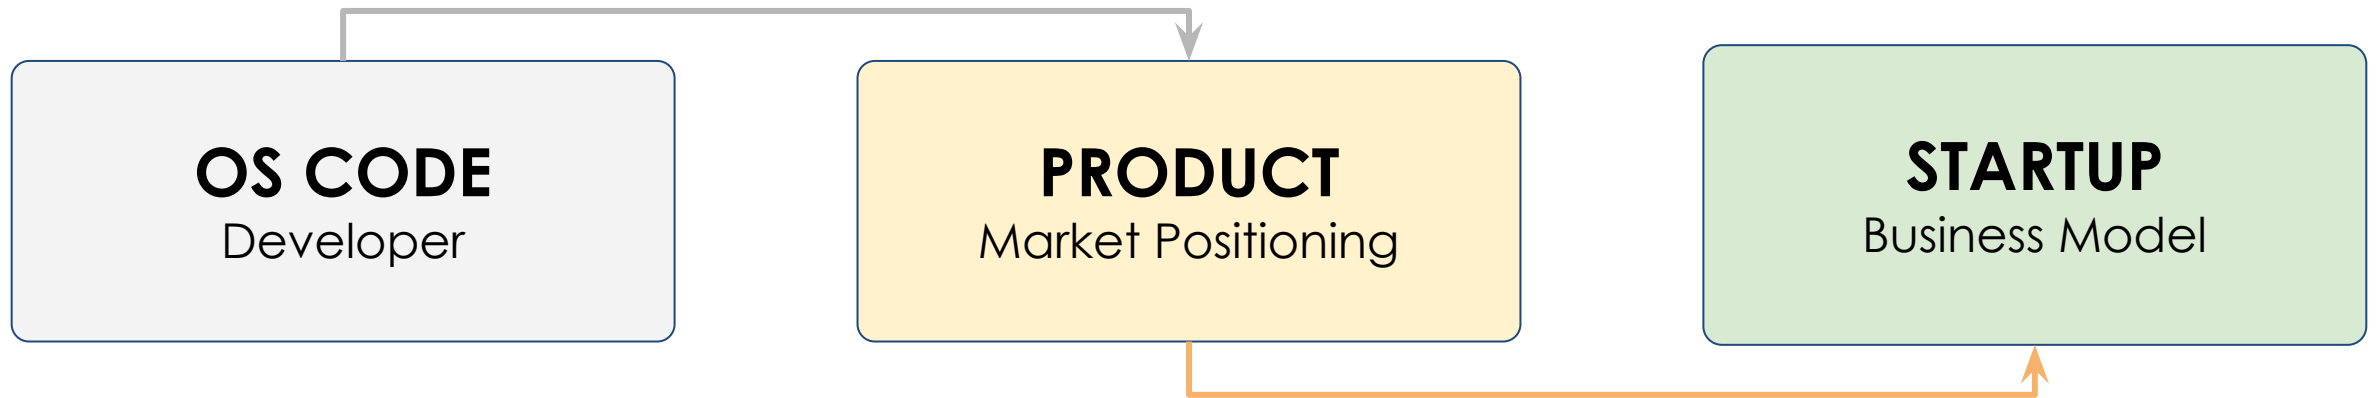 OS CODE
Developer
PRODUCT
Market Positioning
STARTUP
Business Model